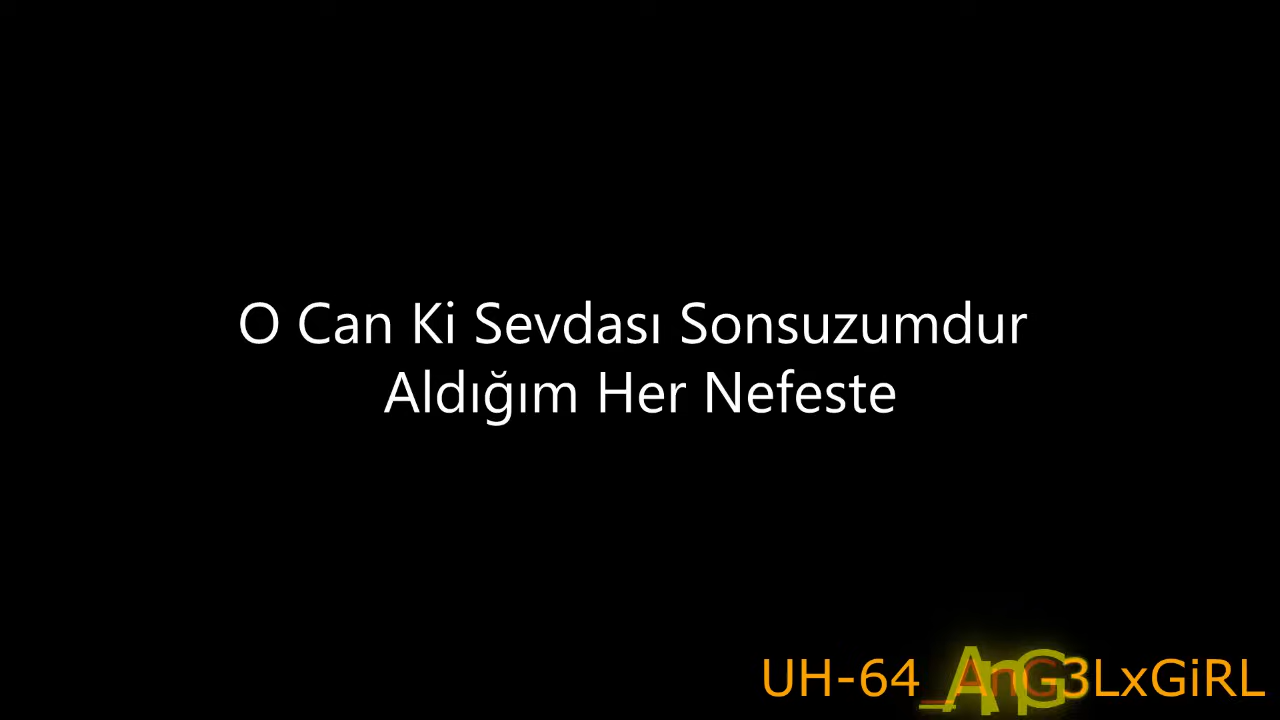 O Can Ki Sevdası Sonsuzumdur
Aldığım Her Nefeste
UH-64_AnG3LxGiRL